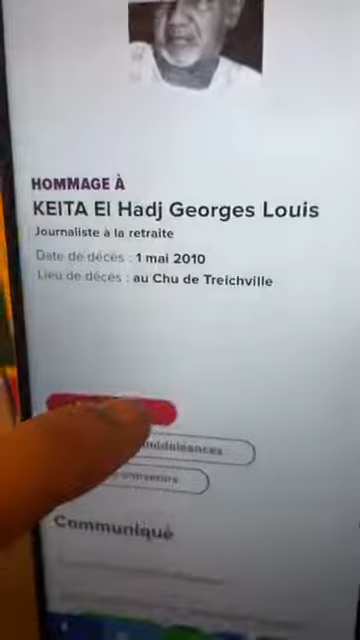 HOMMAGE À
KEITA El Hadj Georges Louis
Journaliste à la retraite
Date de décès : 1 mai 2010
Lieu de décès : au Chu de Treichville
Communiqué